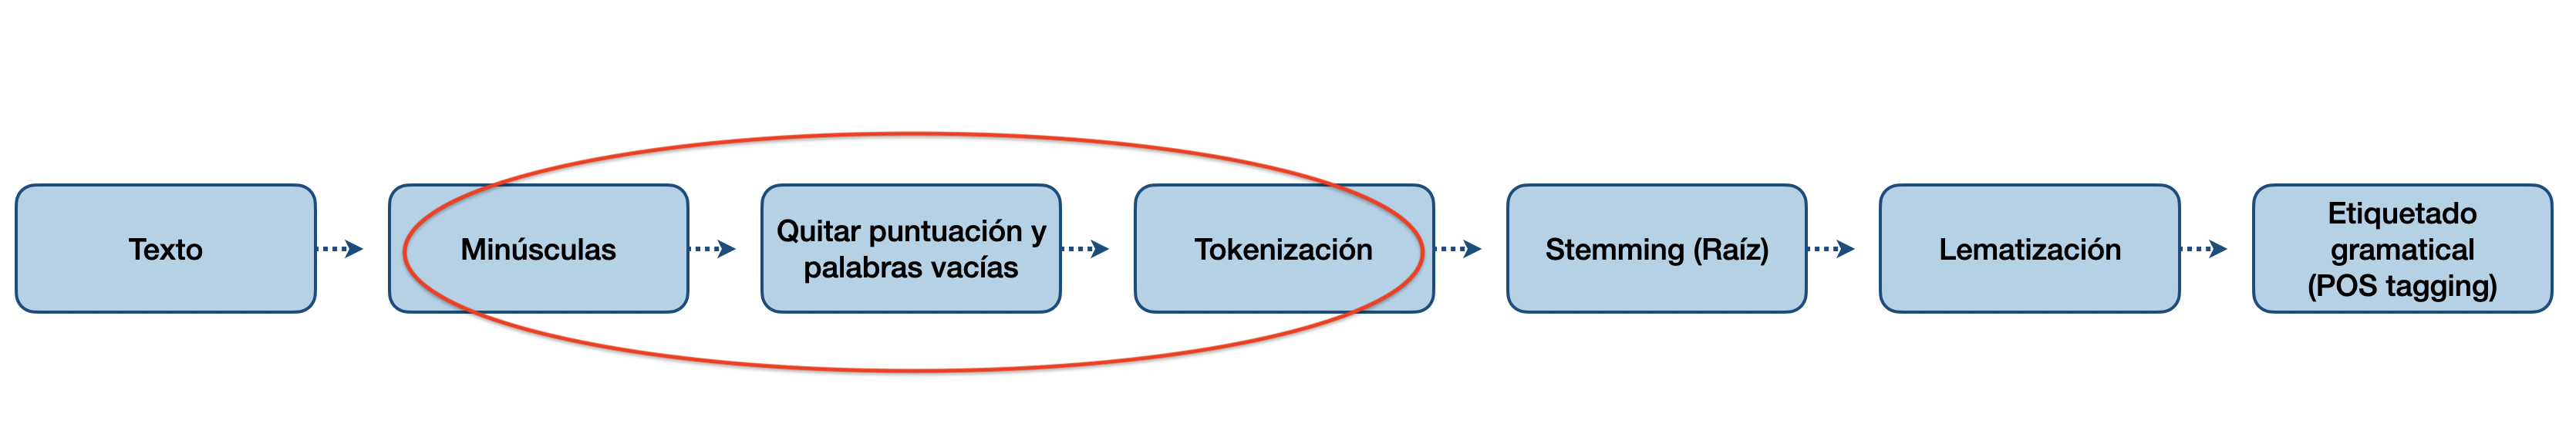 Texto
Minúsculas
Quitar puntuación y
palabras vacías
Tokenización
Stemming (Raíz)
Lematización
Etiquetado
gramatical
(POS tagging)